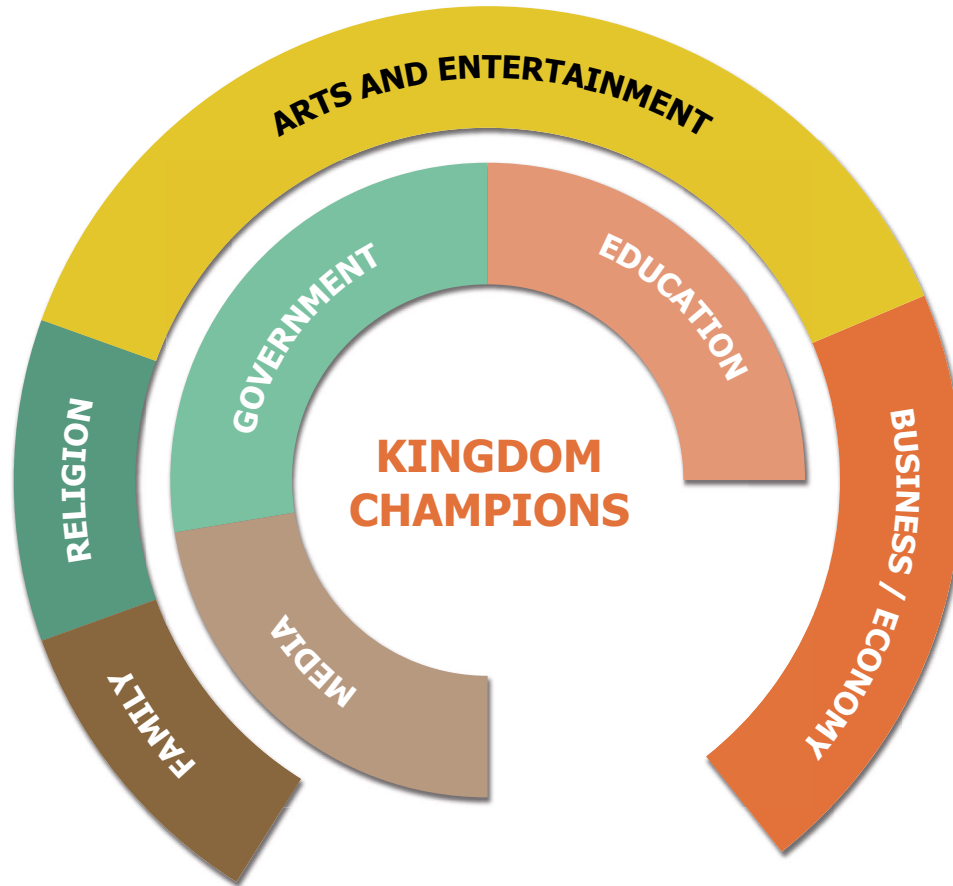 ARTS AND ENTERTAINMENT
GOVERNMENT
EDUCATION
RELIGION
KINGDOM
CHAMPIONS
BUSINESS / ECONOMY
MEDIA
FAMILY